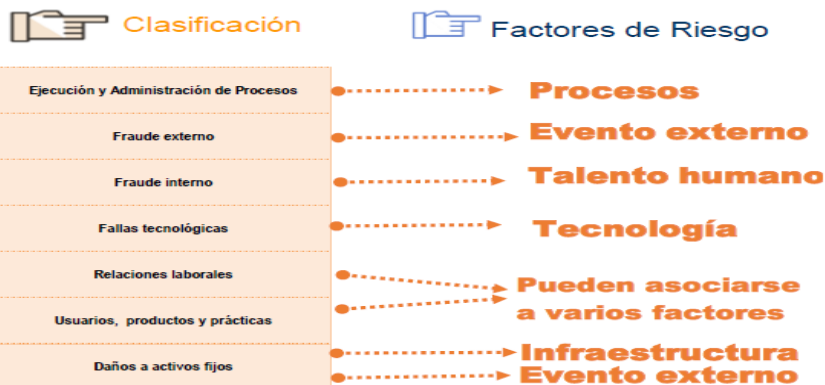 Clasificación
Factores de Riesgo
Ejecución y Administración de Procesos
Procesos
Fraude externo
Evento externo
Fraude interno
Talento humano
Fallas tecnológicas
Tecnología
Relaciones laborales
Usuarios, productos y prácticas
Pueden asociarse
a varios factores
Daños a activos fijos
Infraestructura
Evento externo